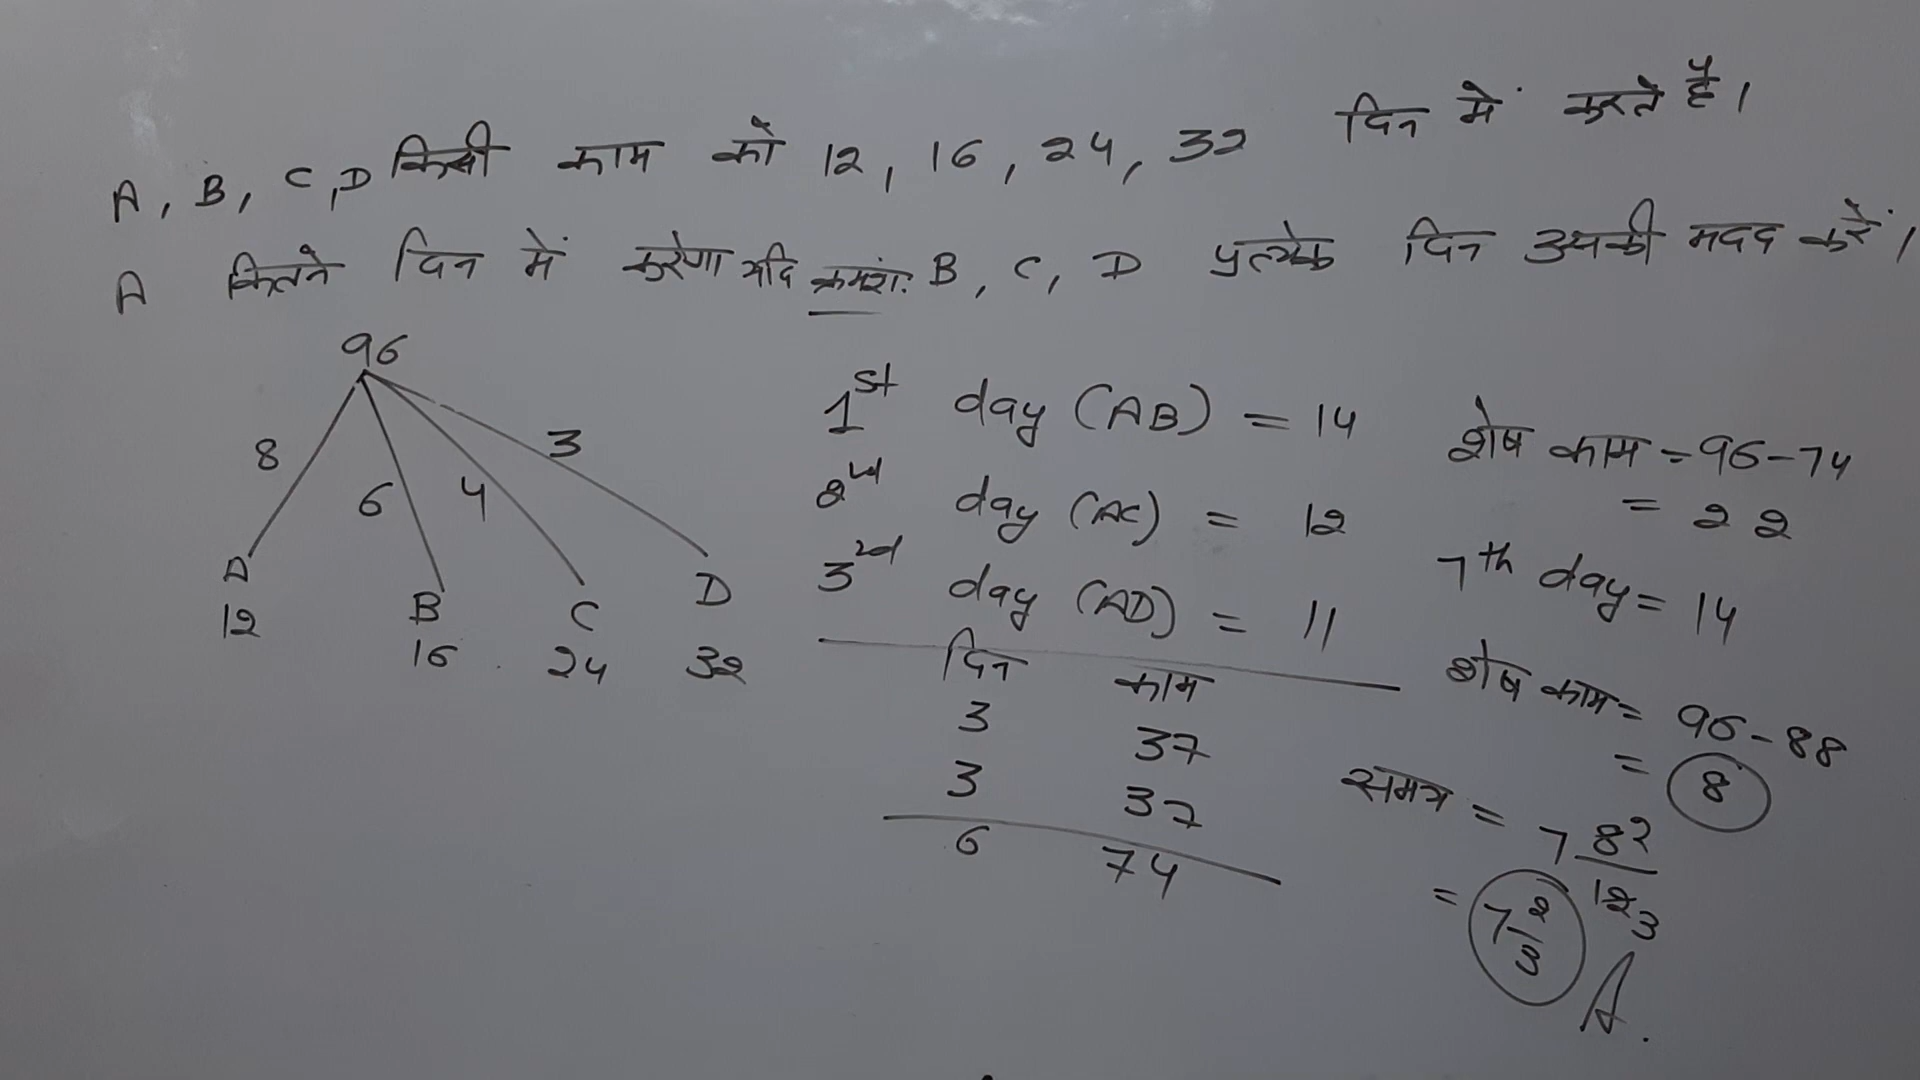 A, B, C, D किसी काम को 12, 16, 24, 32 दिन में करते है।
A कितने दिन में करेगा यदि क्रमशः B, C, D प्रत्येक दिन उसकी मदद करें।
96
8 6 4 3
A B C D
12 16 24 32
1st day (AB) = 14
2nd day (AC) = 12
3rd day (AD) = 11
दिन काम
3 37
3 37
6 74
शेष काम = 96-74
= 22
7th day = 14
शेष काम = 96-88
= 8
समय = 7 8 2 / 12 3
= 7 2/3 A.